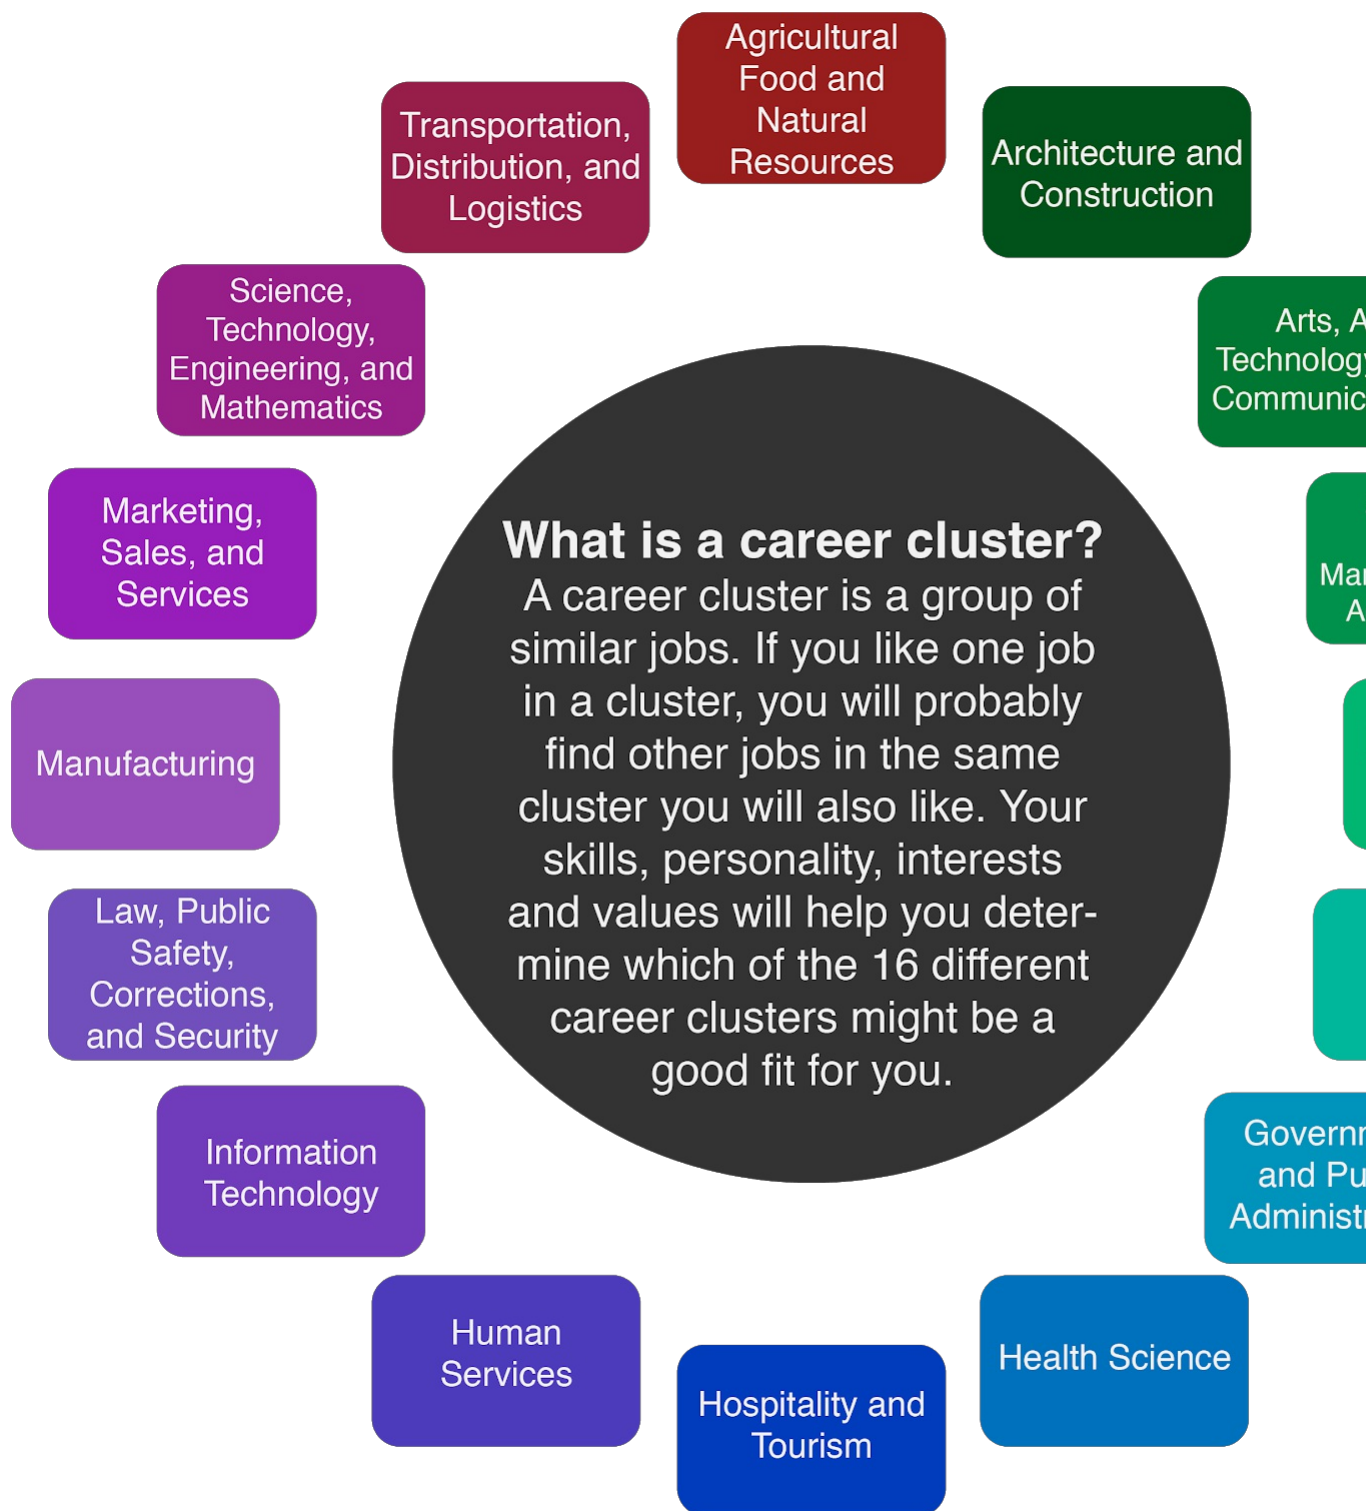 Agricultural
Food and
Natural
Resources
Architecture and
Construction
Arts,
Health Science
Hospitality and
Tourism
Human
Services
Information
Technology
Law, Public
Safety,
Corrections,
and Security
Manufacturing
Marketing,
Sales, and
Services
Science,
Technology,
Engineering, and
Mathematics
Transportation,
Distribution, and
Logistics
What is a career cluster?
A career cluster is a group of
similar jobs. If you like one job
in a cluster, you will probably
find other jobs in the same
cluster you will also like. Your
skills, personality, interests
and values will help you deter-
mine which of the 16 different
career clusters might be a
good fit for you.
and